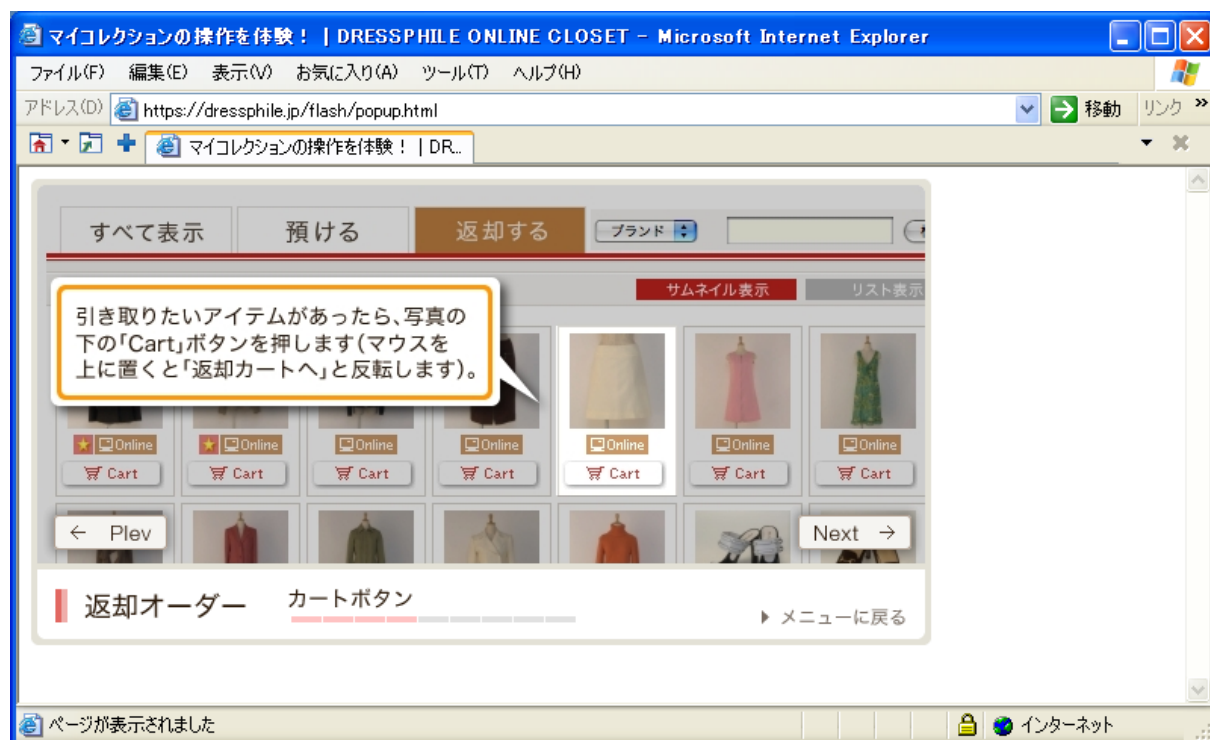 マイコレクションの操作を体験！ | DRESSPHILE ONLINE CLOSET - Microsoft Internet Explorer
ファイル(F) 編集(E) 表示(V) お気に入り(A) ツール(T) ヘルプ(H)
アドレス(D) https://dressphile.jp/flash/popup.html 移動 リンク »
マイコレクションの操作を体験！ | DR...
すべて表示 預ける 返却する ブランド
サムネイル表示 リスト表示
引き取りたいアイテムがあったら、写真の
下の「Cart」ボタンを押します(マウスを
上に置くと「返却カートへ」と反転します)。
Online Online Online Online Online Online Online
Cart Cart Cart Cart Cart Cart Cart
← Plev Next →
返却オーダー カートボタン
メニューに戻る
ページが表示されました インターネット